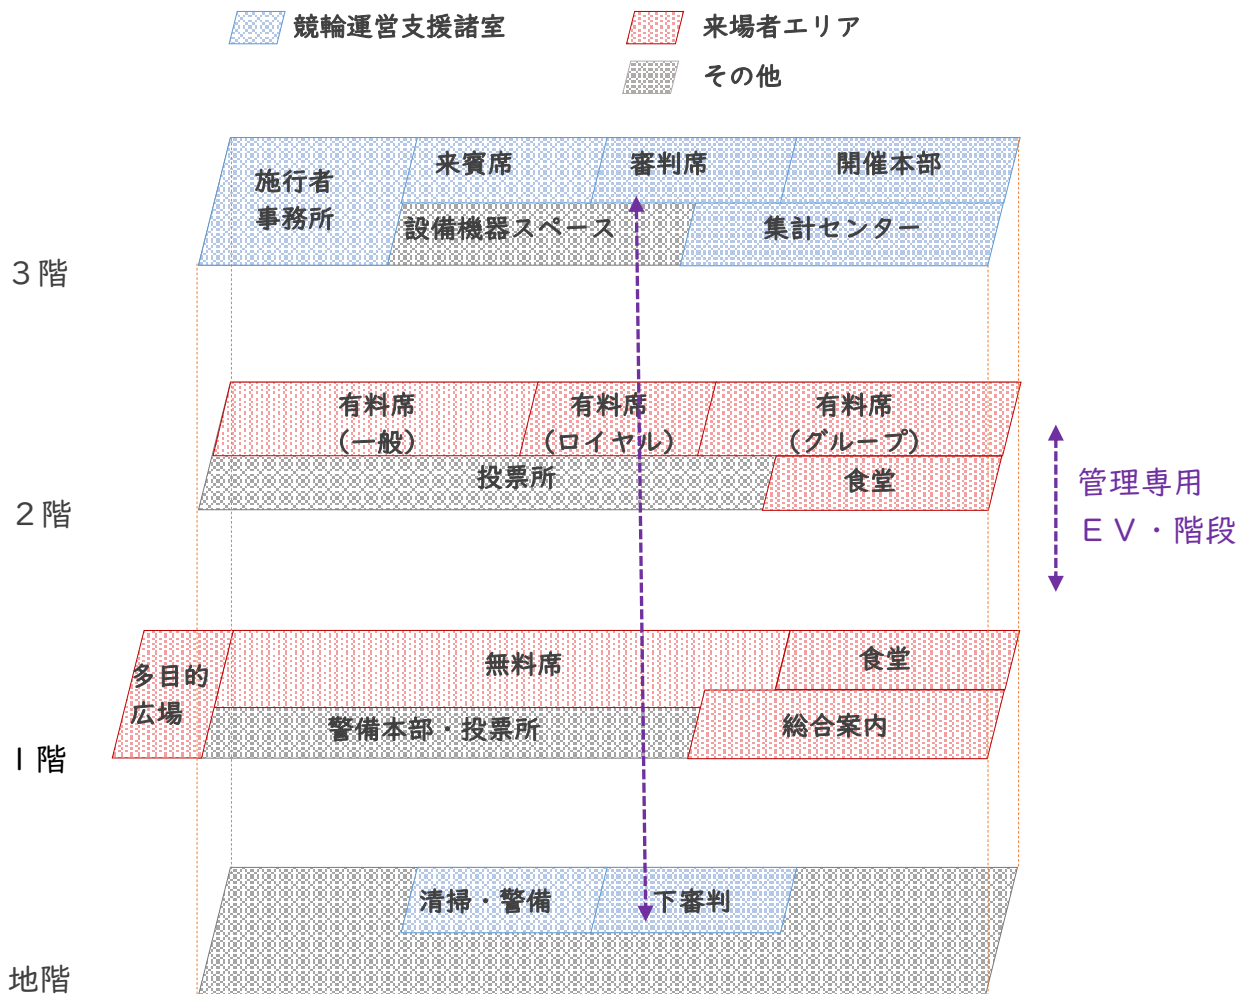 競輪運営支援諸室
来場者エリア
その他
施行者
事務所
来賓席
審判席
開催本部
設備機器スペース
集計センター
３階
有料席
（一般）
有料席
（ロイヤル）
有料席
（グループ）
投票所
食堂
２階
管理専用
ＥＶ・階段
多目的
広場
無料席
食堂
警備本部・投票所
総合案内
１階
清掃・警備
下審判
地階